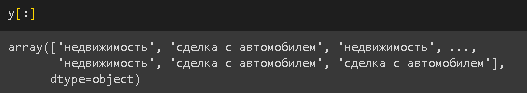 y[:]
array(['недвижимость', 'сделка с автомобилем', 'недвижимость', ...,
'недвижимость', 'сделка с автомобилем', 'сделка с автомобилем'],
dtype=object)